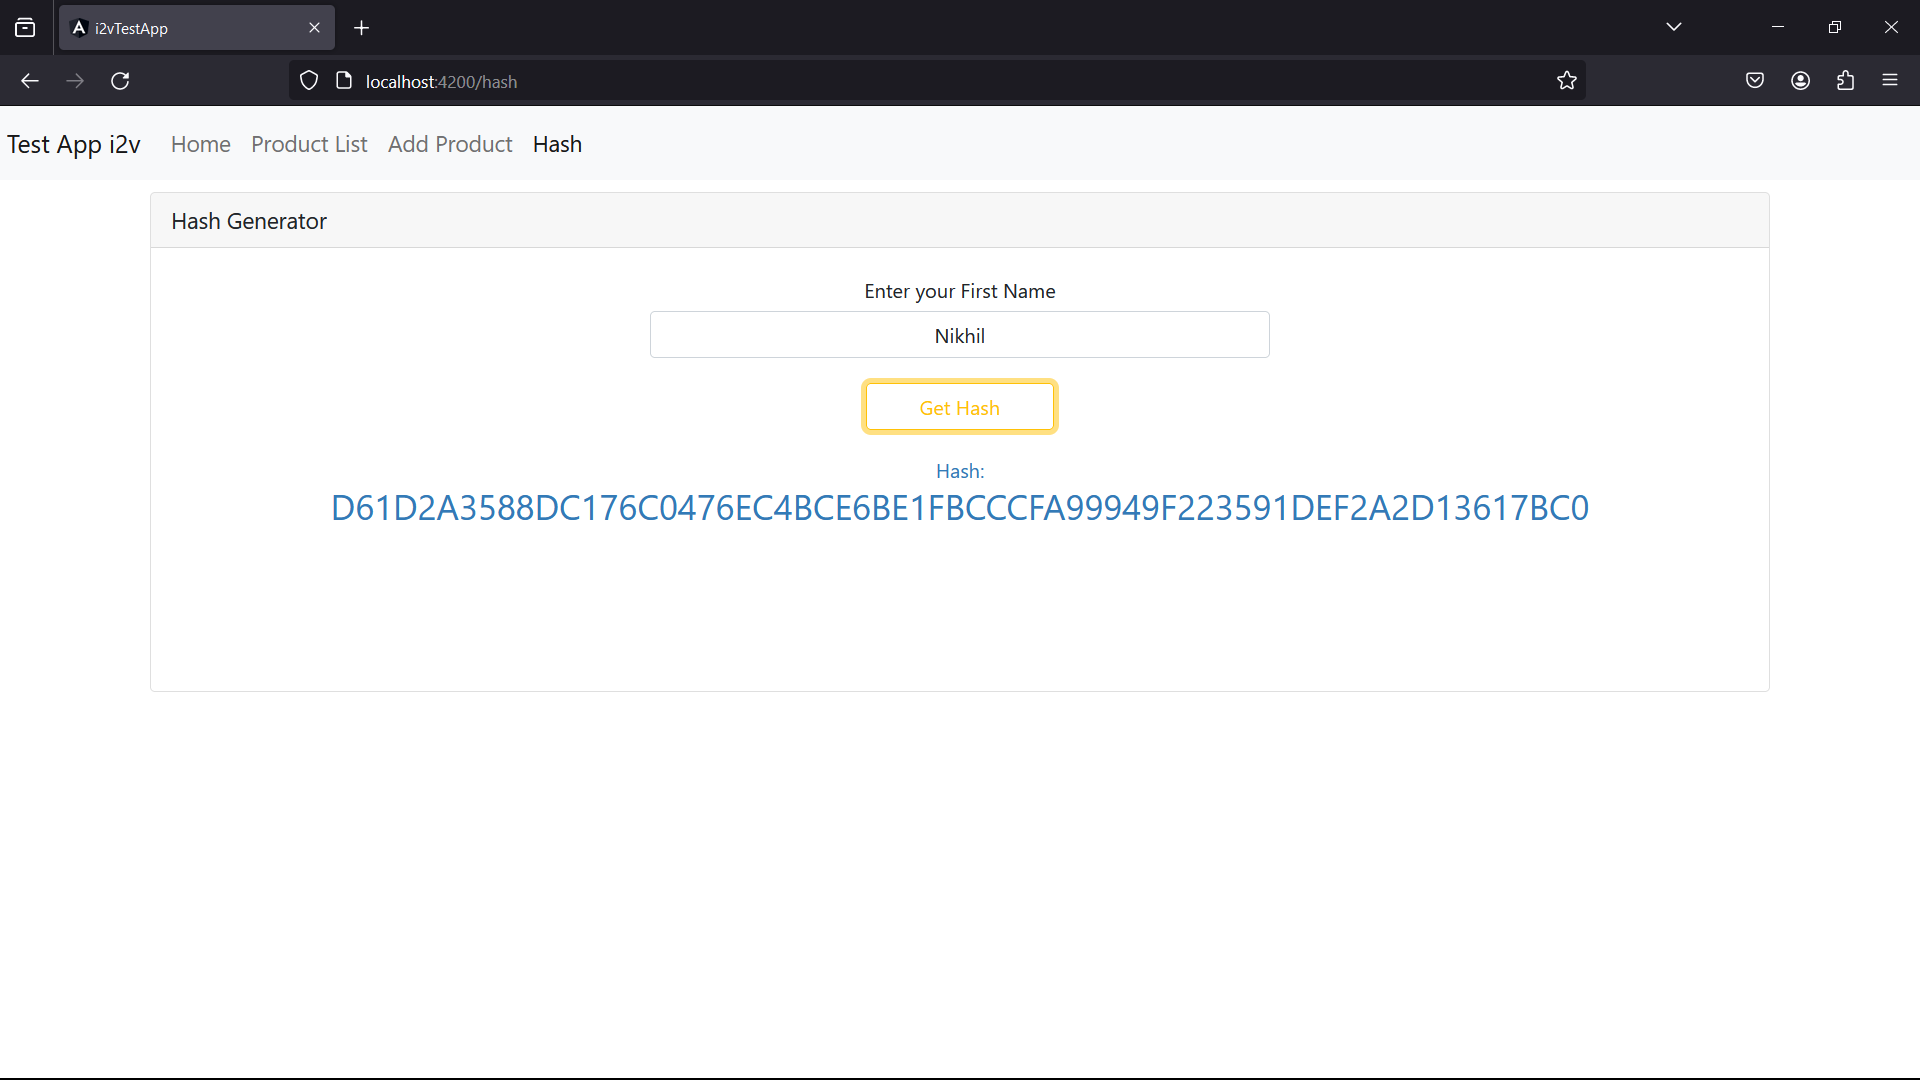 i2vTestApp
localhost:4200/hash
Test App i2v Home Product List Add Product Hash
Hash Generator
Enter your First Name
Nikhil
Get Hash
Hash:
D61D2A3588DC176C0476EC4BCE6BE1FBCCCFA99949F223591DEF2A2D13617BC0